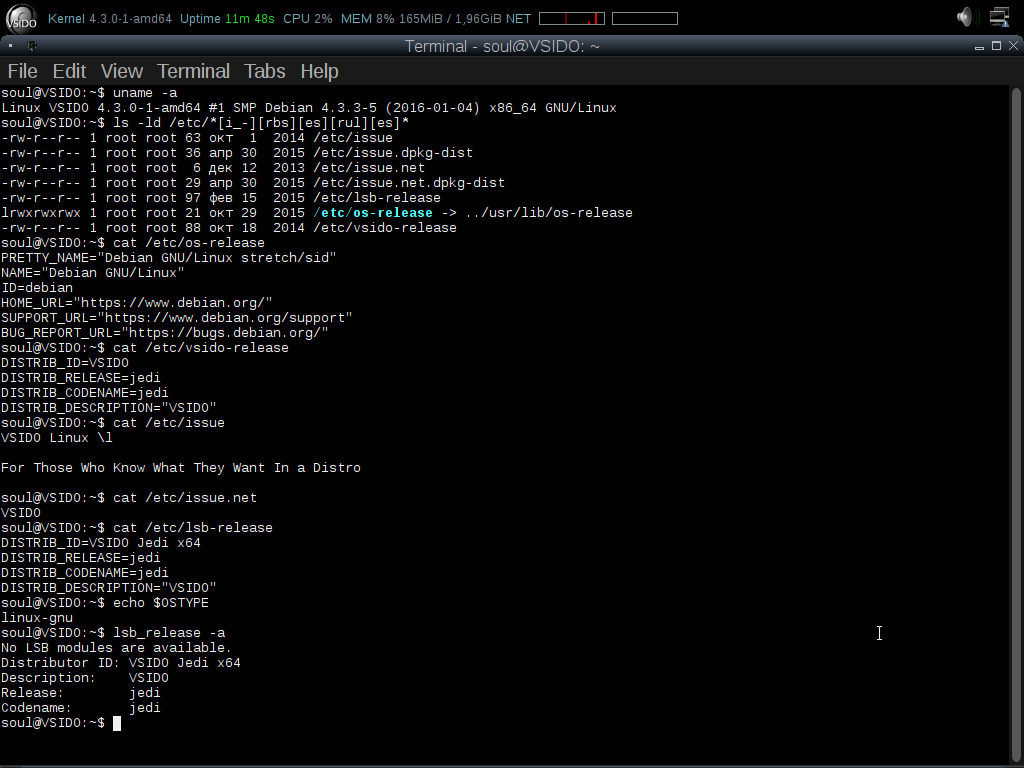 VSIDO
Kernel 4.3.0-1-amd64 Uptime 11m 48s CPU 2% MEM 8% 165MiB / 1,96GiB NET
Terminal - soul@VSIDO: ~
File Edit View Terminal Tabs Help
soul@VSIDO:~$ uname -a
Linux VSIDO 4.3.0-1-amd64 #1 SMP Debian 4.3.3-5 (2016-01-04) x86_64 GNU/Linux
soul@VSIDO:~$ ls -ld /etc/*[i_-][rbs][es][rul][es]*
-rw-r--r-- 1 root root 63 окт  1  2014 /etc/issue
-rw-r--r-- 1 root root 36 апр 30  2015 /etc/issue.dpkg-dist
-rw-r--r-- 1 root root  6 дек 12  2013 /etc/issue.net
-rw-r--r-- 1 root root 29 апр 30  2015 /etc/issue.net.dpkg-dist
-rw-r--r-- 1 root root 97 фев 15  2015 /etc/lsb-release
lrwxrwxrwx 1 root root 21 окт 29  2015 /etc/os-release -> ../usr/lib/os-release
-rw-r--r-- 1 root root 88 окт 18  2014 /etc/vsido-release
soul@VSIDO:~$ cat /etc/os-release
PRETTY_NAME="Debian GNU/Linux stretch/sid"
NAME="Debian GNU/Linux"
ID=debian
HOME_URL="https://www.debian.org/"
SUPPORT_URL="https://www.debian.org/support"
BUG_REPORT_URL="https://bugs.debian.org/"
soul@VSIDO:~$ cat /etc/vsido-release
DISTRIB_ID=VSIDO
DISTRIB_RELEASE=jedi
DISTRIB_CODENAME=jedi
DISTRIB_DESCRIPTION="VSIDO"
soul@VSIDO:~$ cat /etc/issue
VSIDO Linux \l
For Those Who Know What They Want In a Distro
soul@VSIDO:~$ cat /etc/issue.net
VSIDO
soul@VSIDO:~$ cat /etc/lsb-release
DISTRIB_ID=VSIDO Jedi x64
DISTRIB_RELEASE=jedi
DISTRIB_CODENAME=jedi
DISTRIB_DESCRIPTION="VSIDO"
soul@VSIDO:~$ echo $OSTYPE
linux-gnu
soul@VSIDO:~$ lsb_release -a
No LSB modules are available.
Distributor ID: VSIDO Jedi x64
Description:    VSIDO
Release:        jedi
Codename:       jedi
soul@VSIDO:~$